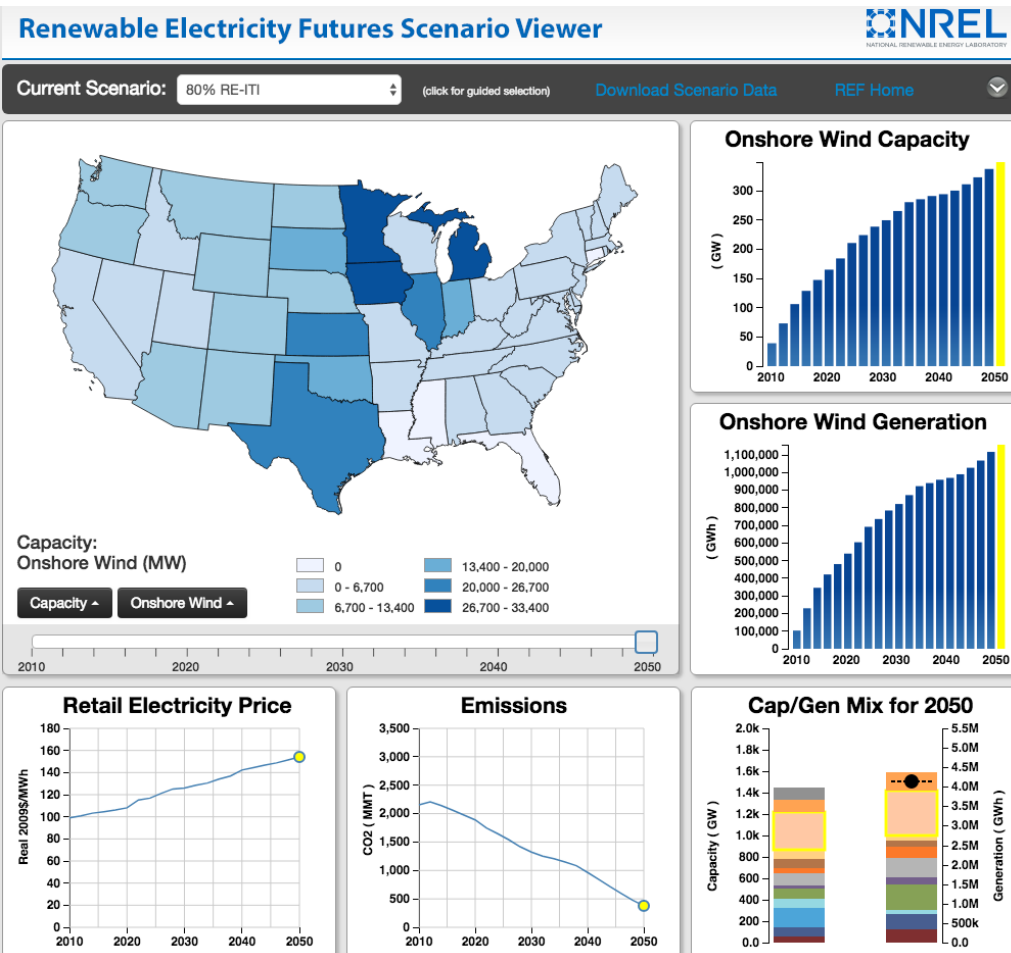 Renewable Electricity Futures Scenario Viewer
NREL
NATIONAL RENEWABLE ENERGY LABORATORY
Current Scenario:
80% RE-ITI
(click for guided selection)
Download Scenario Data
REF Home
Capacity:
Onshore Wind (MW)
Capacity
Onshore Wind
0
0 - 6,700
6,700 - 13,400
13,400 - 20,000
20,000 - 26,700
26,700 - 33,400
2010 2020 2030 2040 2050
Onshore Wind Capacity
( GW )
300
250
200
150
100
50
0
2010 2020 2030 2040 2050
Onshore Wind Generation
( GWh )
1,100,000
1,000,000
900,000
800,000
700,000
600,000
500,000
400,000
300,000
200,000
100,000
0
2010 2020 2030 2040 2050
Retail Electricity Price
Real 2009$/MWh
180
160
140
120
100
80
60
40
20
0
2010 2020 2030 2040 2050
Emissions
CO2 ( MMT )
3,500
3,000
2,500
2,000
1,500
1,000
500
0
2010 2020 2030 2040 2050
Cap/Gen Mix for 2050
Capacity ( GW )
2.0k
1.8k
1.6k
1.4k
1.2k
1.0k
800
600
400
200
0.0
5.5M
5.0M
4.5M
4.0M
3.5M
3.0M
2.5M
2.0M
1.5M
1.0M
500k
0.0
Generation ( GWh )